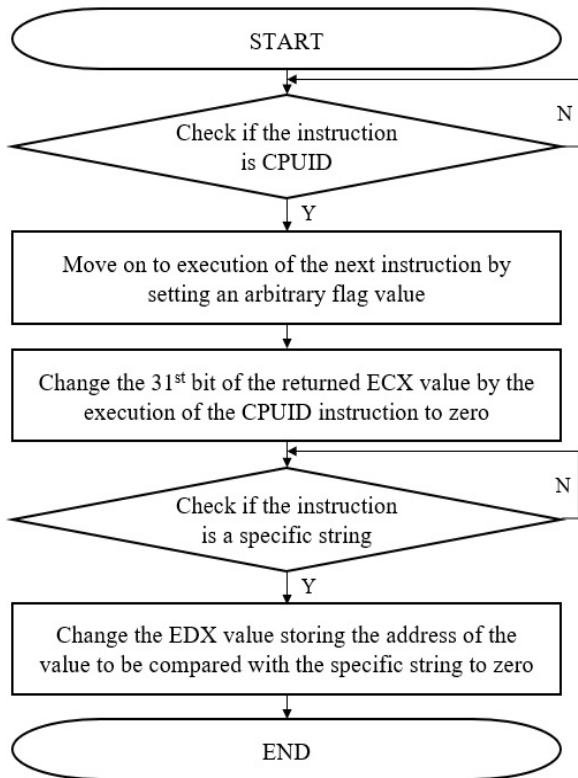 START
N
Check if the instruction
is CPUID
Y
Move on to execution of the next instruction by
setting an arbitrary flag value
Change the 31st bit of the returned ECX value by the
execution of the CPUID instruction to zero
N
Check if the instruction
is a specific string
Y
Change the EDX value storing the address of the
value to be compared with the specific string to zero
END